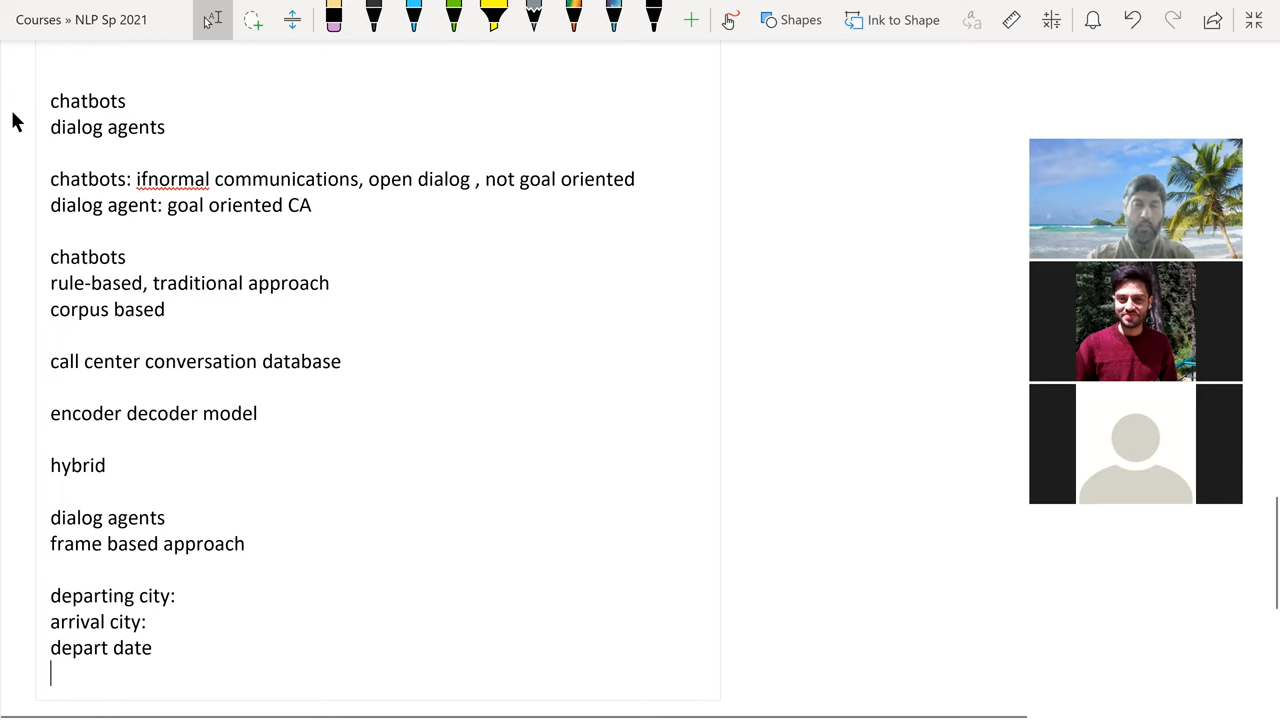 Courses » NLP Sp 2021
Shapes
Ink to Shape
chatbots
dialog agents
chatbots: ifnormal communications, open dialog , not goal oriented
dialog agent: goal oriented CA
chatbots
rule-based, traditional approach
corpus based
call center conversation database
encoder decoder model
hybrid
dialog agents
frame based approach
departing city:
arrival city:
depart date